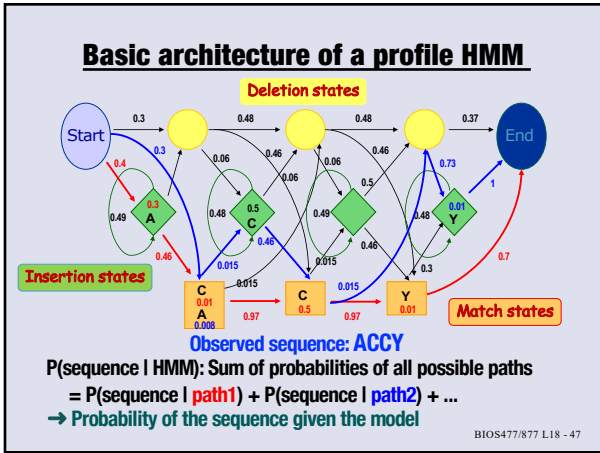 Basic architecture of a profile HMM
Deletion states
Start
0.3
0.48
0.48
0.37
End
0.3
0.46
0.46
0.73
0.4
0.06
0.06
0.06
0.5
1
0.3
A
0.49
0.5
C
0.48
0.49
0.01
Y
0.48
0.46
0.015
0.46
0.015
0.46
0.3
0.7
Insertion states
0.015
0.015
C
0.01
A
0.008
0.97
C
0.5
0.97
Y
0.01
Match states
Observed sequence: ACCY
P(sequence | HMM): Sum of probabilities of all possible paths
= P(sequence | path1) + P(sequence | path2) + ...
→ Probability of the sequence given the model
BIOS477/877 L18 - 47